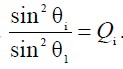 sin² θᵢ / sin² θ₁ = Qᵢ.